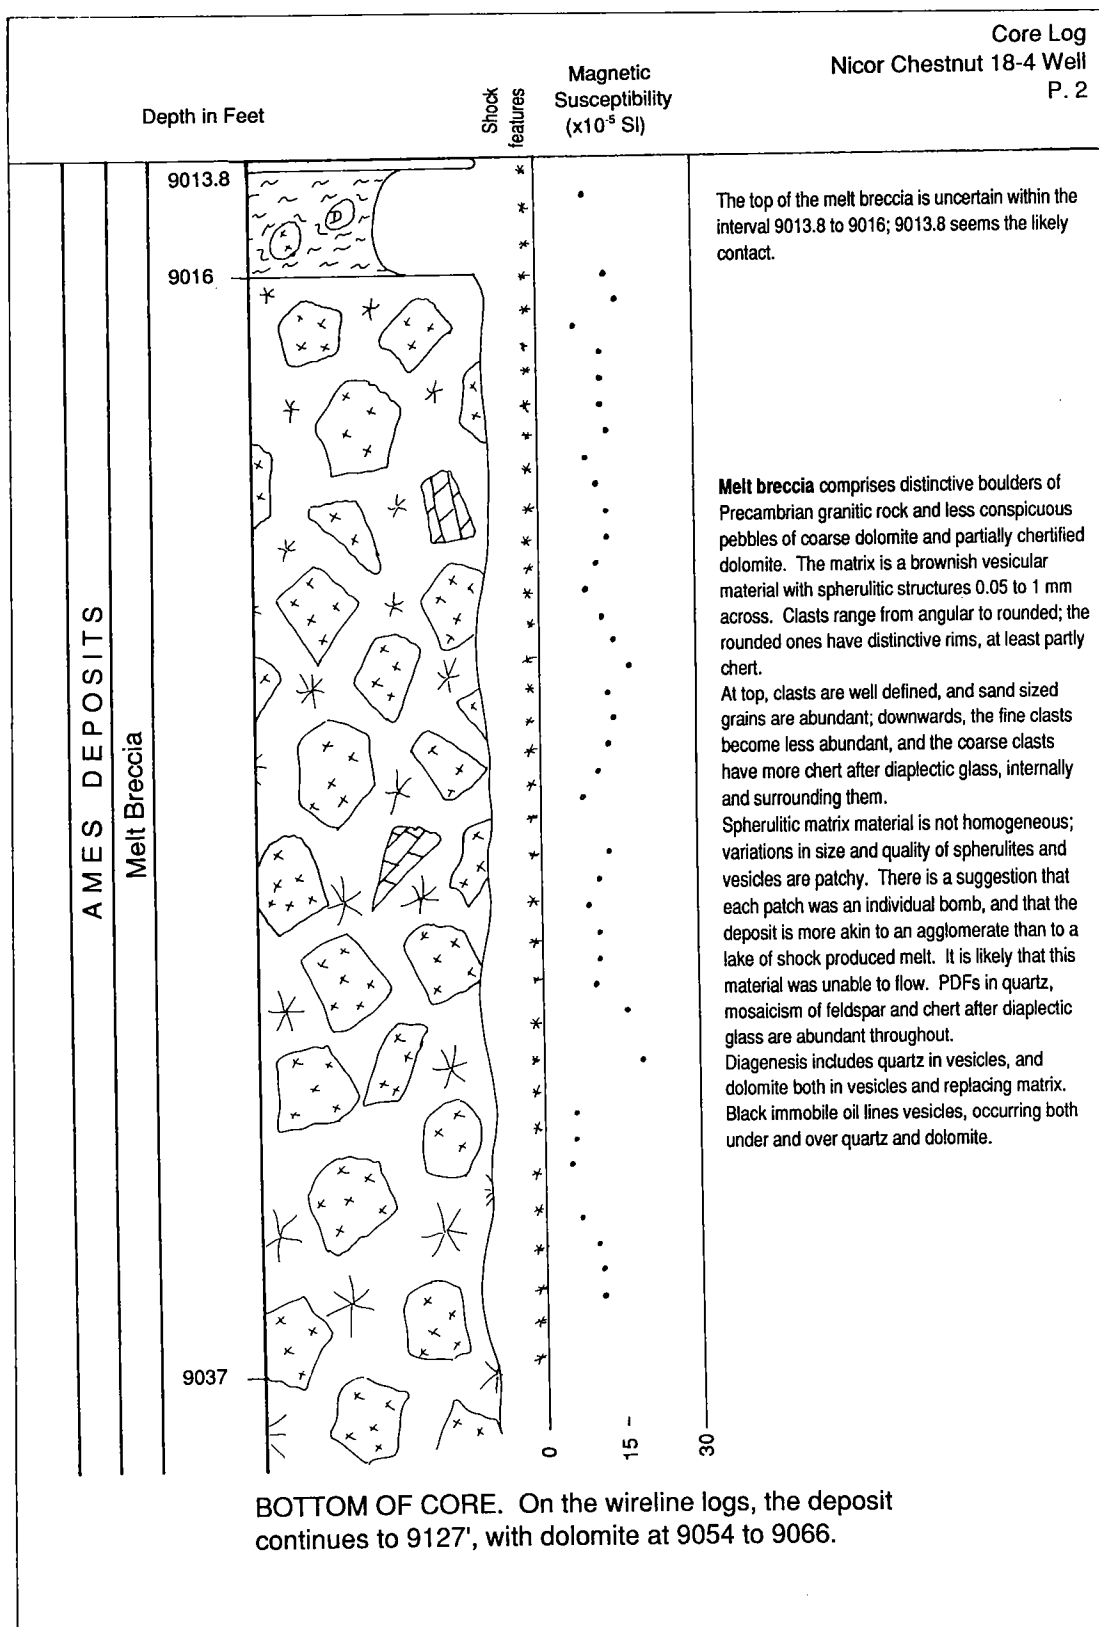 Core Log
Nicor Chestnut 18-4 Well
P. 2
Depth in Feet
Shock
features
Magnetic
Susceptibility
(x10⁻⁵ SI)
9013.8
9016
9037
D
AMES DEPOSITS
Melt Breccia
The top of the melt breccia is uncertain within the
interval 9013.8 to 9016; 9013.8 seems the likely
contact.
Melt breccia comprises distinctive boulders of
Precambrian granitic rock and less conspicuous
pebbles of coarse dolomite and partially chertified
dolomite. The matrix is a brownish vesicular
material with spherulitic structures 0.05 to 1 mm
across. Clasts range from angular to rounded; the
rounded ones have distinctive rims, at least partly
chert.
At top, clasts are well defined, and sand sized
grains are abundant; downwards, the fine clasts
become less abundant, and the coarse clasts
have more chert after diaplectic glass, internally
and surrounding them.
Spherulitic matrix material is not homogeneous;
variations in size and quality of spherulites and
vesicles are patchy. There is a suggestion that
each patch was an individual bomb, and that the
deposit is more akin to an agglomerate than to a
lake of shock produced melt. It is likely that this
material was unable to flow. PDFs in quartz,
mosaicism of feldspar and chert after diaplectic
glass are abundant throughout.
Diagenesis includes quartz in vesicles, and
dolomite both in vesicles and replacing matrix.
Black immobile oil lines vesicles, occurring both
under and over quartz and dolomite.
0
15
30
BOTTOM OF CORE. On the wireline logs, the deposit
continues to 9127', with dolomite at 9054 to 9066.